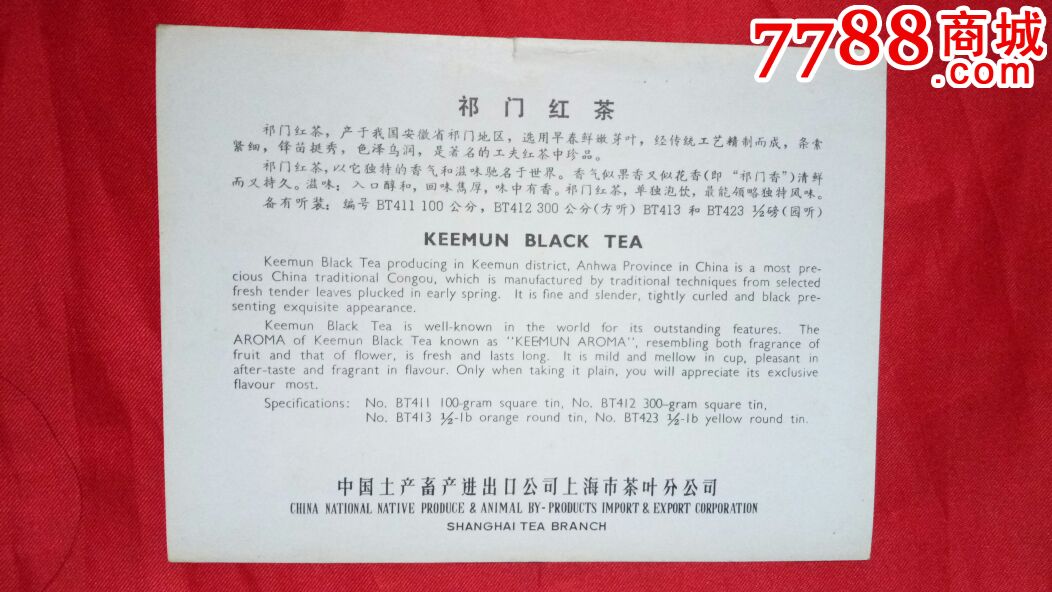 7788商城
.com
祁门红茶
祁门红茶，产于我国安徽省祁门地区，选用早春鲜嫩芽叶，经传统工艺精制而成，条索
紧细，锋苗挺秀，色泽乌润，是著名的工夫红茶中珍品。
祁门红茶，以它独特的香气和滋味驰名于世界。香气似果香又似花香(即“祁门香”)清鲜
而又持久。滋味：入口醇和，回味隽厚，味中有香。祁门红茶，单独泡饮，最能领略独特风味。
备有听装：编号 BT411 100公分，BT412 300公分(方听) BT413 和 BT423 ½磅(园听)
KEEMUN BLACK TEA
Keemun Black Tea producing in Keemun district, Anhwa Province in China is a most pre-
cious China traditional Congou, which is manufactured by traditional techniques from selected
fresh tender leaves plucked in early spring. It is fine and slender, tightly curled and black pre-
senting exquisite appearance.
Keemun Black Tea is well-known in the world for its outstanding features. The
AROMA of Keemun Black Tea known as "KEEMUN AROMA", resembling both fragrance of
fruit and that of flower, is fresh and lasts long. It is mild and mellow in cup, pleasant in
after-taste and fragrant in flavour. Only when taking it plain, you will appreciate its exclusive
flavour most.
Specifications: No. BT411 100-gram square tin, No. BT412 300-gram square tin,
No. BT413 ½-lb orange round tin, No. BT423 ½-lb yellow round tin.
中国土产畜产进出口公司上海市茶叶分公司
CHINA NATIONAL NATIVE PRODUCE & ANIMAL BY-PRODUCTS IMPORT & EXPORT CORPORATION
SHANGHAI TEA BRANCH